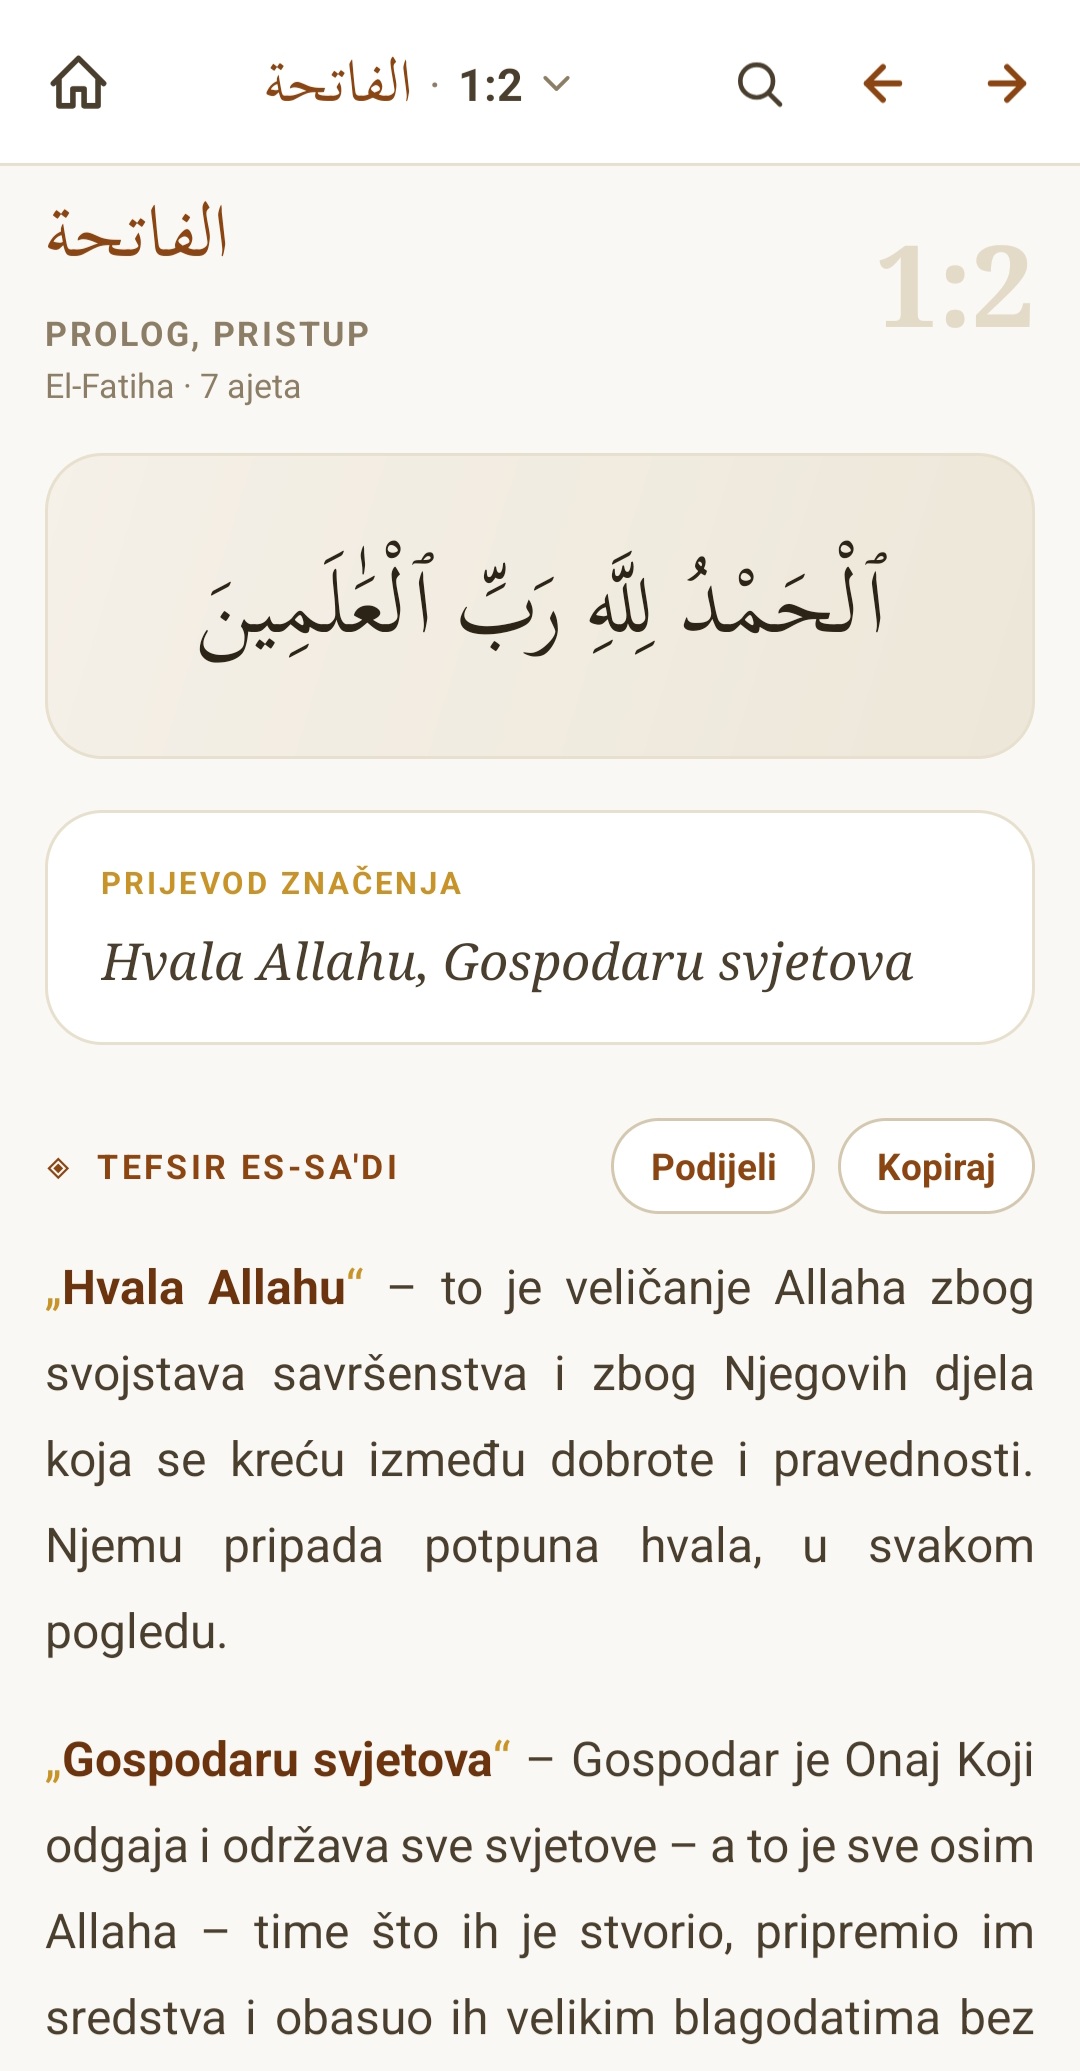 الفاتحة · 1:2
الفاتحة
1:2
PROLOG, PRISTUP
El-Fatiha · 7 ajeta
ٱلْحَمْدُ لِلَّهِ رَبِّ ٱلْعَٰلَمِينَ
PRIJEVOD ZNAČENJA
Hvala Allahu, Gospodaru svjetova
TEFSIR ES-SA'DI
Podijeli
Kopiraj
„Hvala Allahu“ – to je veličanje Allaha zbog
svojstava savršenstva i zbog Njegovih djela
koja se kreću između dobrote i pravednosti.
Njemu pripada potpuna hvala, u svakom
pogledu.
„Gospodaru svjetova“ – Gospodar je Onaj Koji
odgaja i održava sve svjetove – a to je sve osim
Allaha – time što ih je stvorio, pripremio im
sredstva i obasuo ih velikim blagodatima bez